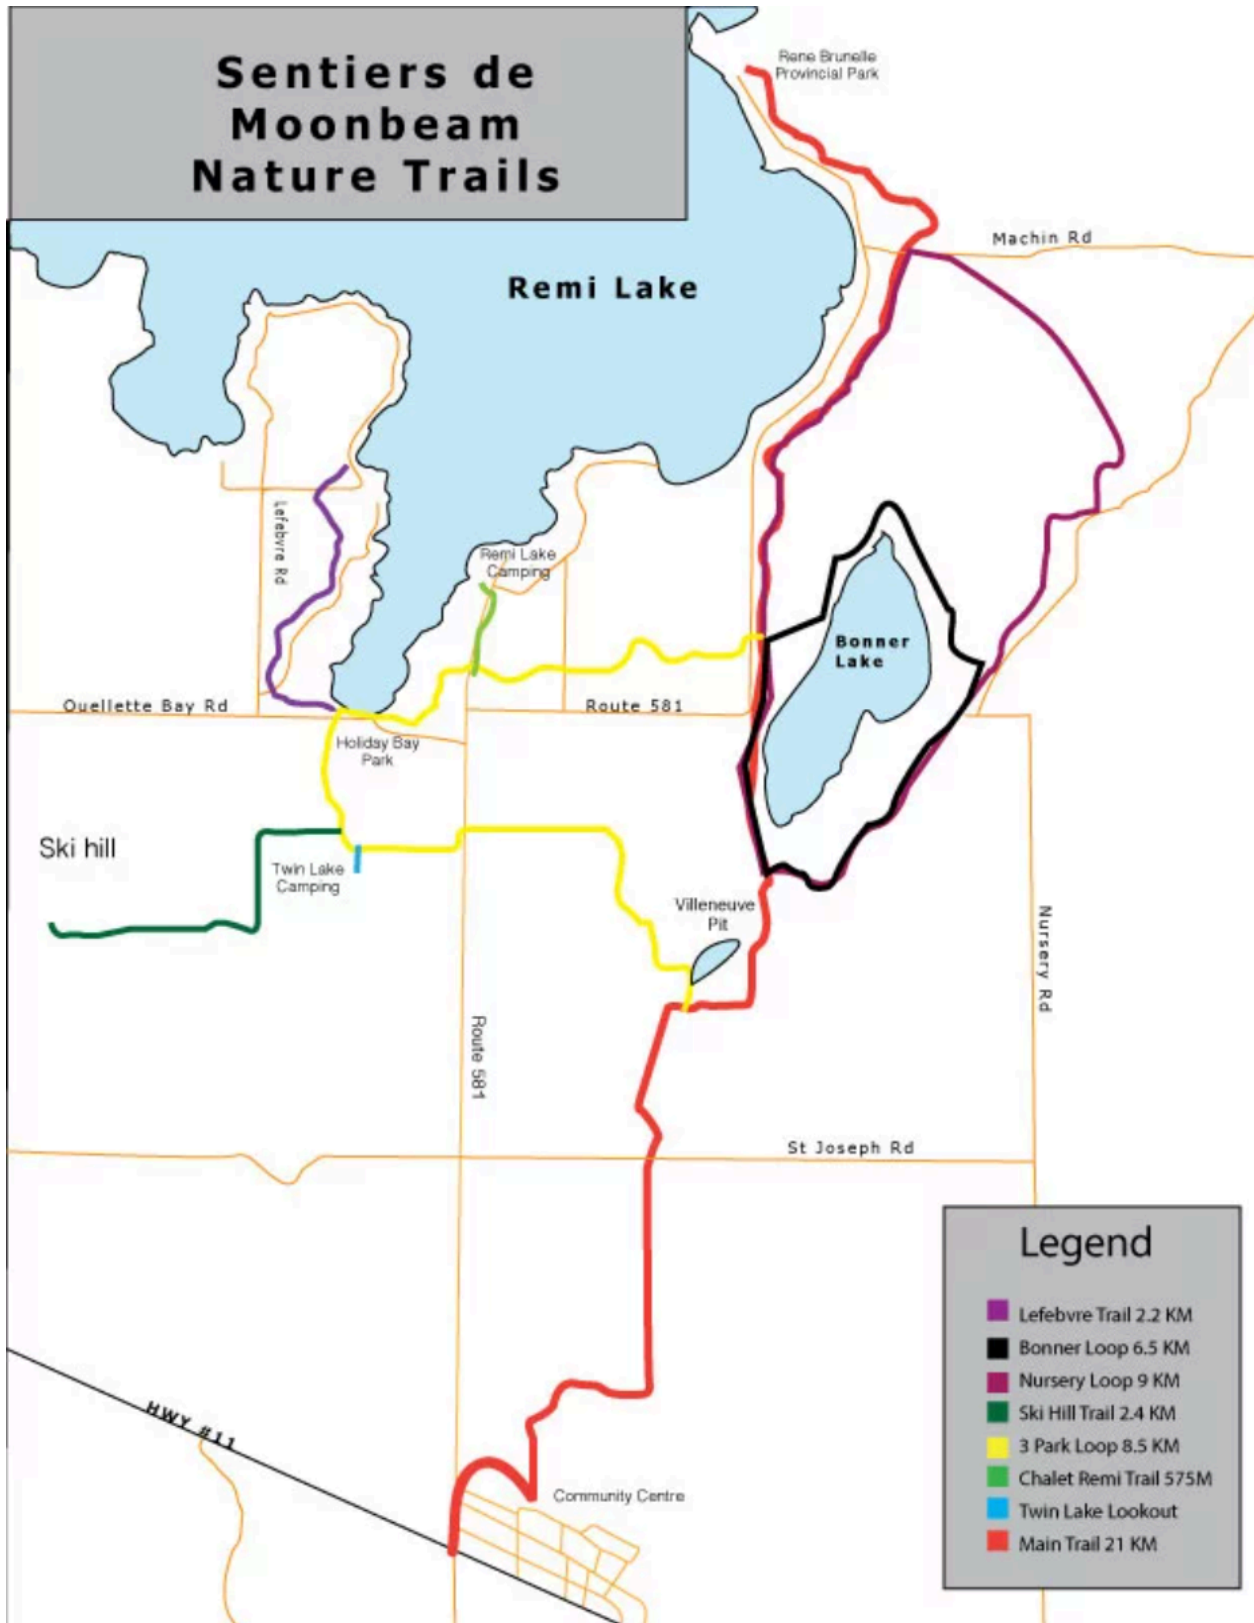 Sentiers de
Moonbeam
Nature Trails
Rene Brunelle
Provincial Park
Machin Rd
Remi Lake
Lefebvre Rd
Remi Lake
Camping
Bonner
Lake
Ouellette Bay Rd
Route 581
Holiday Bay
Park
Ski hill
Twin Lake
Camping
Villeneuve
Pit
Nursery Rd
Route 581
St Joseph Rd
HWY #11
Community Centre
Legend
Lefebvre Trail 2.2 KM
Bonner Loop 6.5 KM
Nursery Loop 9 KM
Ski Hill Trail 2.4 KM
3 Park Loop 8.5 KM
Chalet Remi Trail 575M
Twin Lake Lookout
Main Trail 21 KM